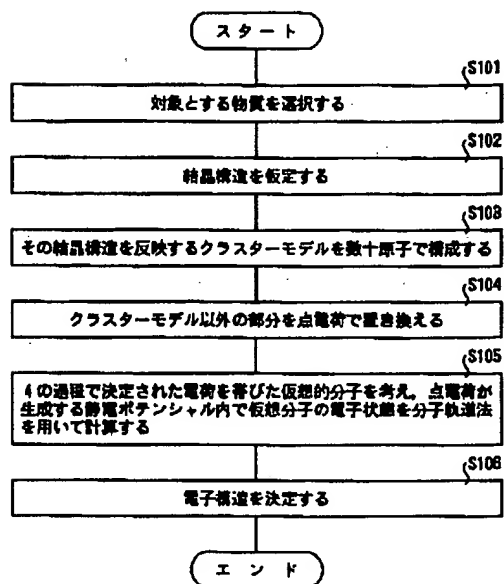 スタート
S101
対象とする物質を選択する
S102
結晶構造を仮定する
S103
その結晶構造を反映するクラスターモデルを数十原子で構成する
S104
クラスターモデル以外の部分を点電荷で置き換える
S105
4の過程で決定された電荷を帯びた仮想的分子を考え，点電荷が
生成する静電ポテンシャル内で仮想分子の電子状態を分子軌道法
を用いて計算する
S106
電子構造を決定する
エンド